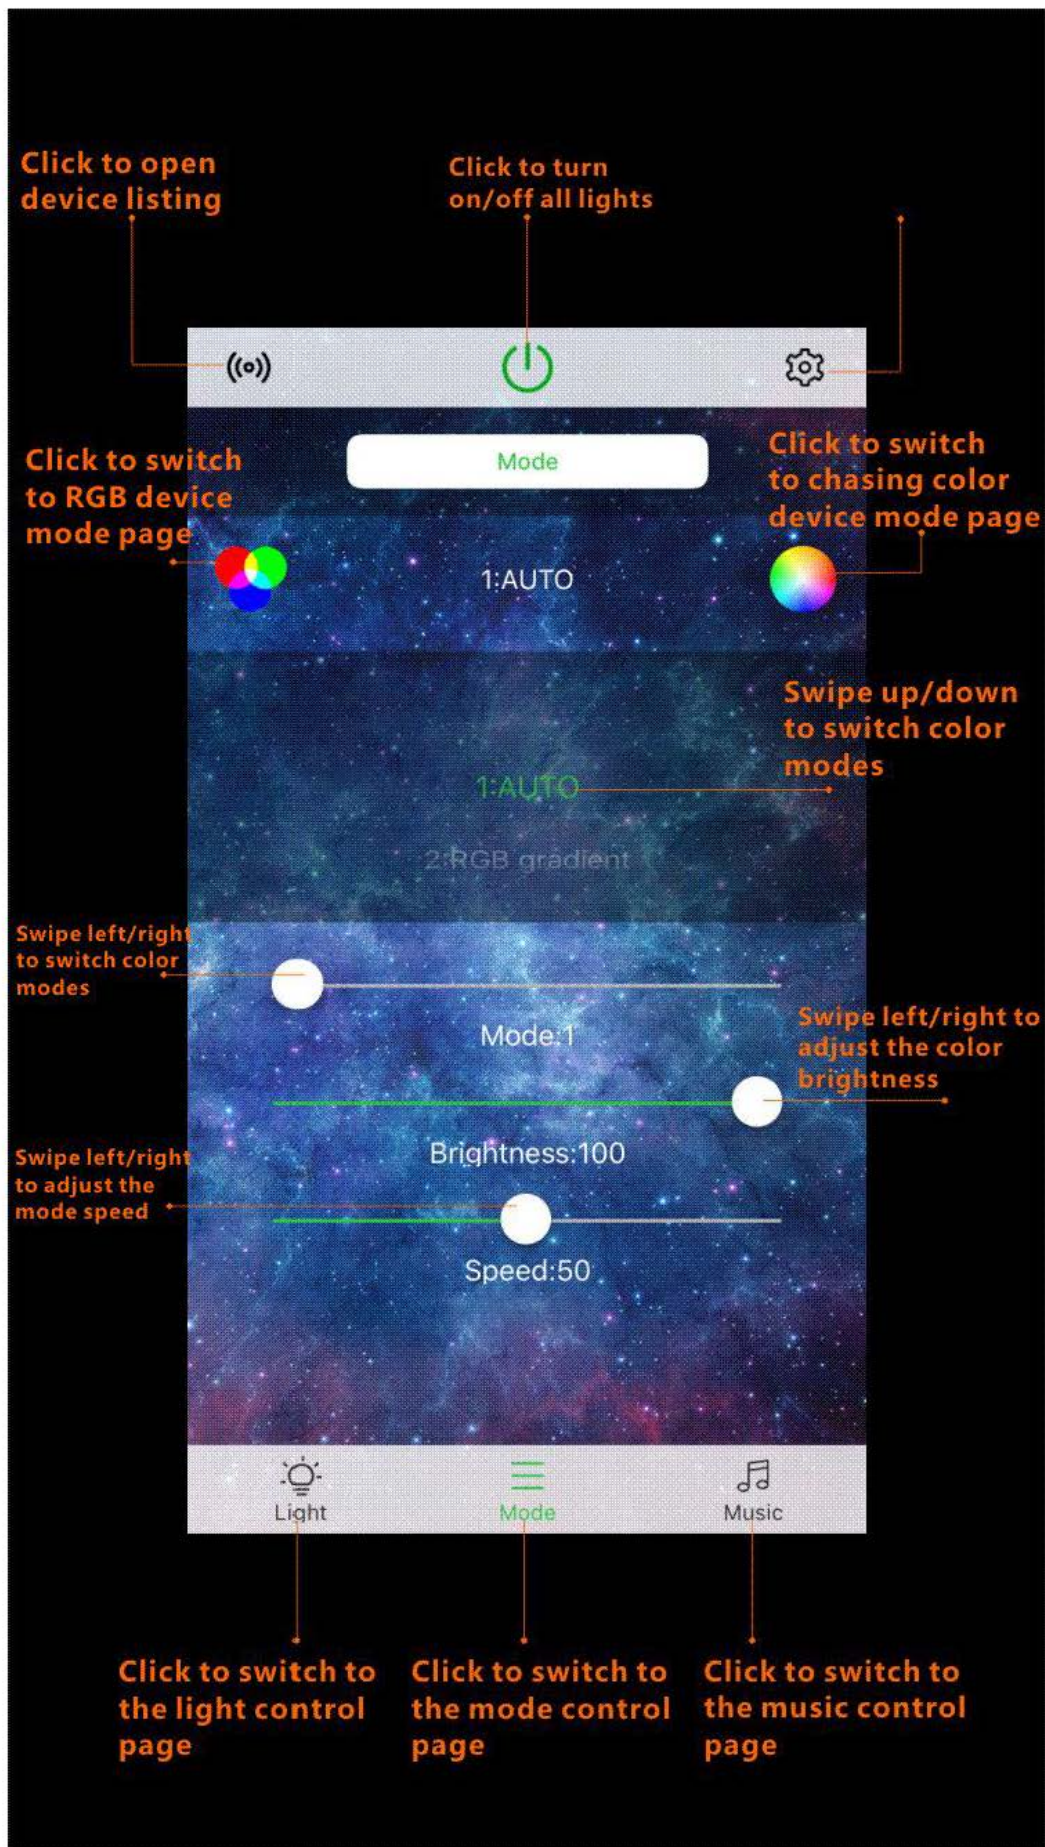 Click to open
device listing
Click to turn
on/off all lights
Mode
Click to switch
to RGB device
mode page
Click to switch
to chasing color
device mode page
1:AUTO
Swipe up/down
to switch color
modes
1:AUTO
2:RGB gradient
Swipe left/right
to switch color
modes
Mode:1
Swipe left/right to
adjust the color
brightness
Brightness:100
Swipe left/right
to adjust the
mode speed
Speed:50
Light
Mode
Music
Click to switch to
the light control
page
Click to switch to
the mode control
page
Click to switch to
the music control
page